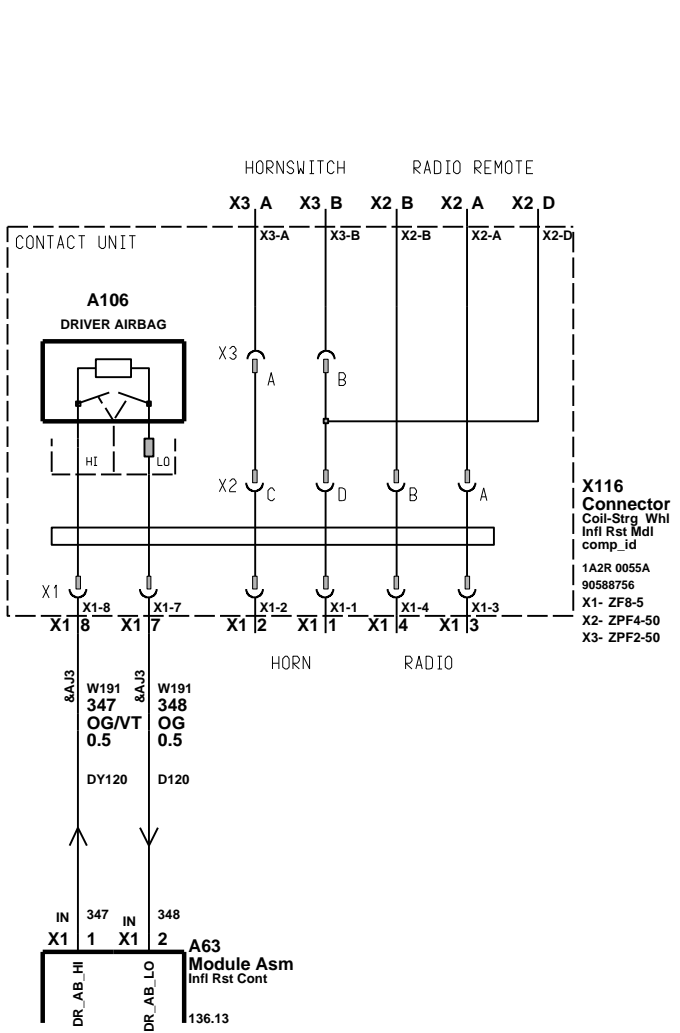 HORNSWITCH RADIO REMOTE
X3 A X3 B X2 B X2 A X2 D
X3-A X3-B X2-B X2-A X2-D
CONTACT UNIT
A106
DRIVER AIRBAG
X3
A B
HI LO
X2 C D B A
X116
Connector
Coil-Strg Whl
Infl Rst Mdl
comp_id
1A2R 0055A
90588756
X1- ZF8-5
X2- ZPF4-50
X3- ZPF2-50
X1
X1-8 X1-7 X1-2 X1-1 X1-4 X1-3
X1 8 X1 7 X1 2 X1 1 X1 4 X1 3
HORN RADIO
&AJ3 &AJ3
W191 W191
347 348
OG/VT OG
0.5 0.5
DY120 D120
IN 347 IN 348
X1 1 X1 2
A63
Module Asm
Infl Rst Cont
DR_AB_HI DR_AB_LO
136.13